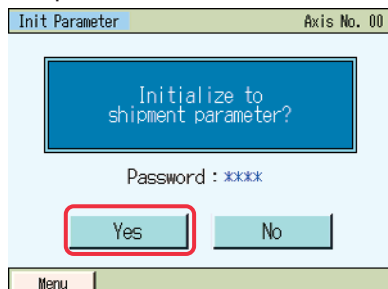 Init Parameter Axis No. 00
Initialize to
shipment parameter?
Password : ****
Yes No
Menu